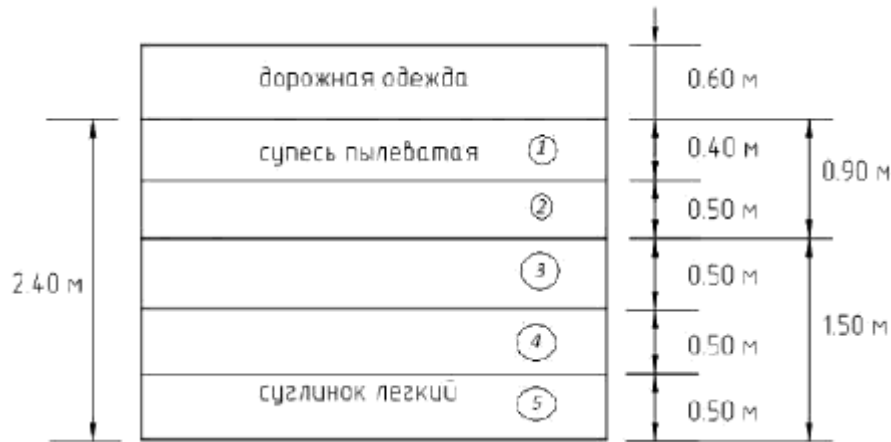 дорожная одежда
0.60 м
супесь пылеватая
1
0.40 м
0.90 м
2
0.50 м
2.40 м
3
0.50 м
1.50 м
4
0.50 м
суглинок легкий
5
0.50 м